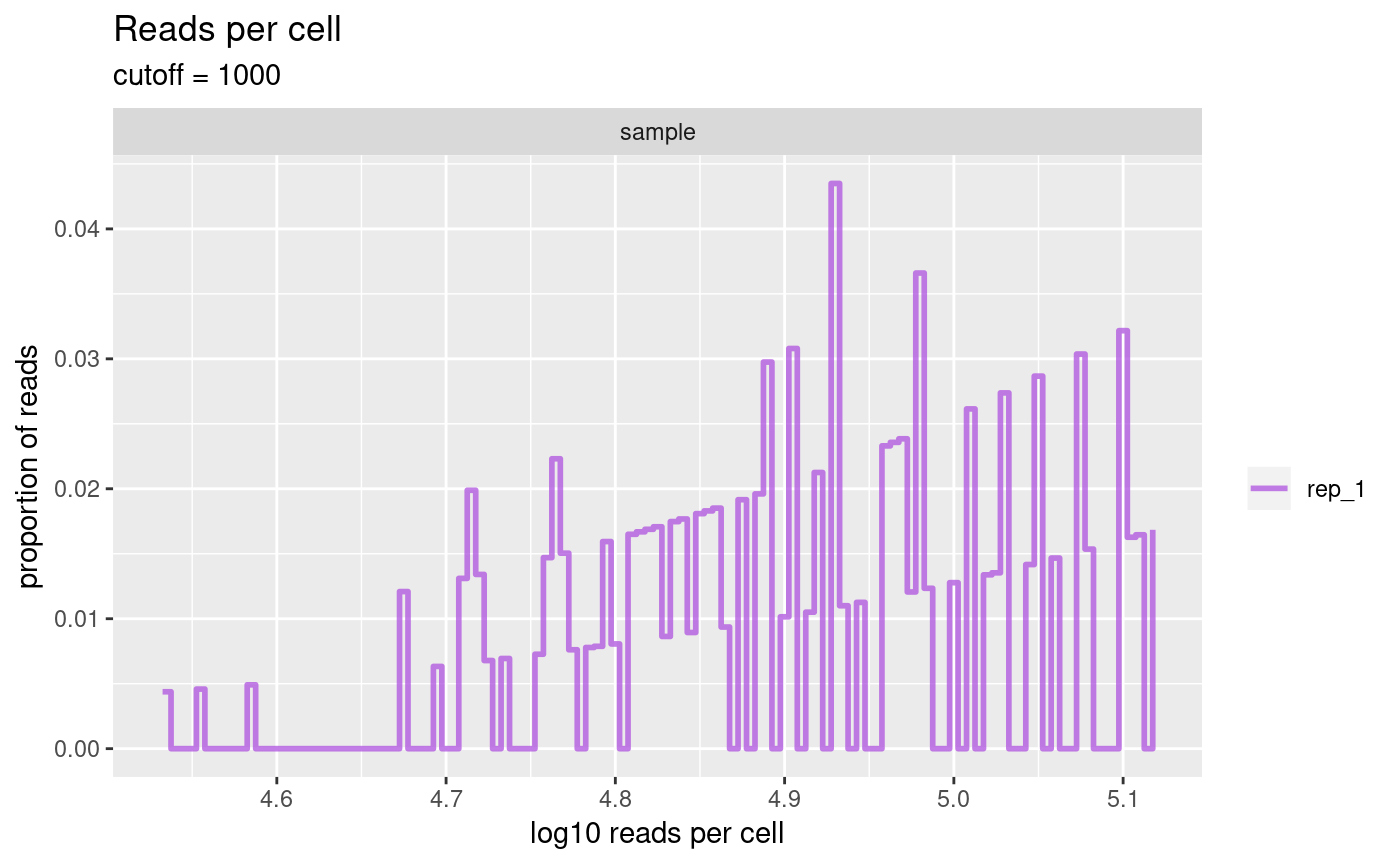 Reads per cell
cutoff = 1000
sample
0.04
0.03
0.02
0.01
0.00
proportion of reads
4.6 4.7 4.8 4.9 5.0 5.1
log10 reads per cell
rep_1